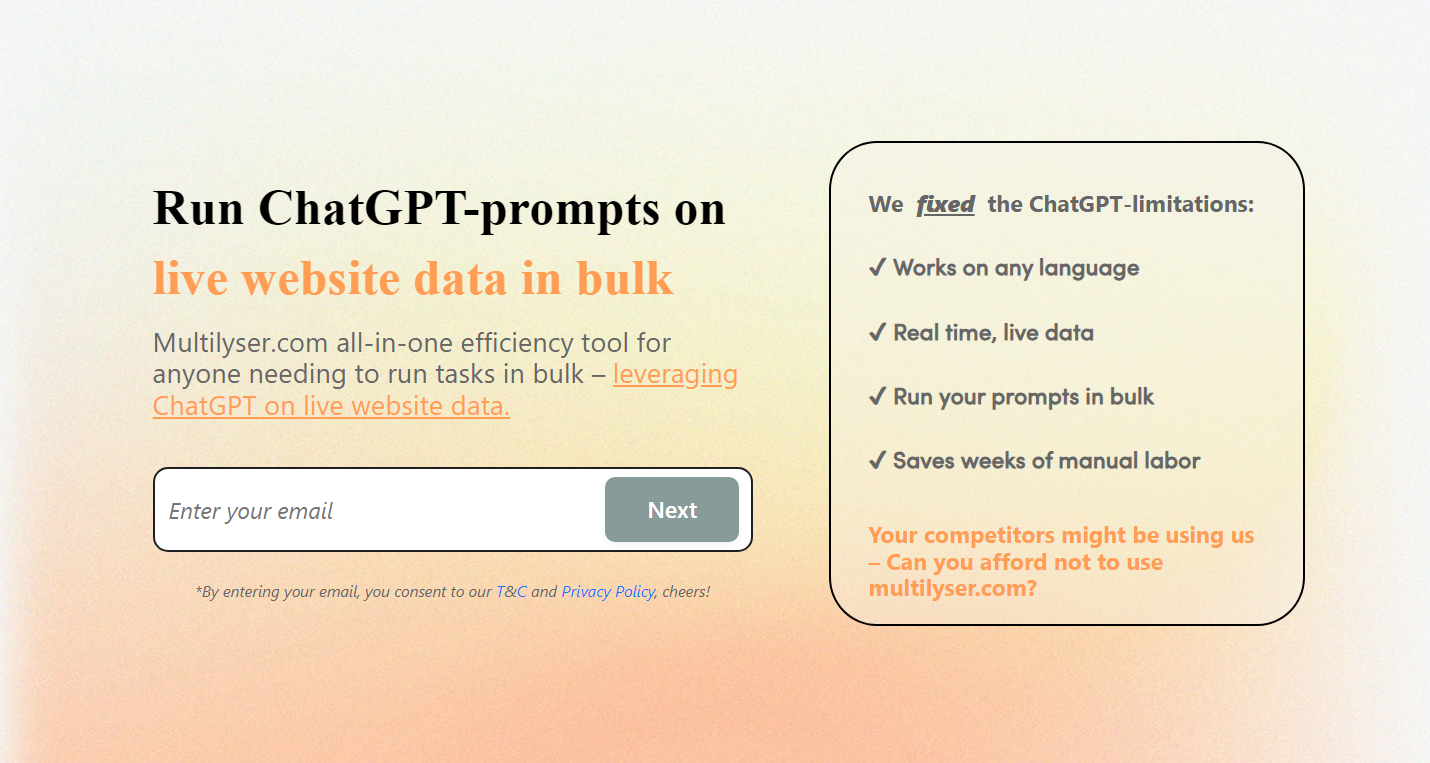 Run ChatGPT-prompts on
live website data in bulk
Multilyser.com all-in-one efficiency tool for
anyone needing to run tasks in bulk – leveraging
ChatGPT on live website data.
Enter your email
Next
*By entering your email, you consent to our T&C and Privacy Policy, cheers!
We fixed the ChatGPT-limitations:
✓ Works on any language
✓ Real time, live data
✓ Run your prompts in bulk
✓ Saves weeks of manual labor
Your competitors might be using us
– Can you afford not to use
multilyser.com?